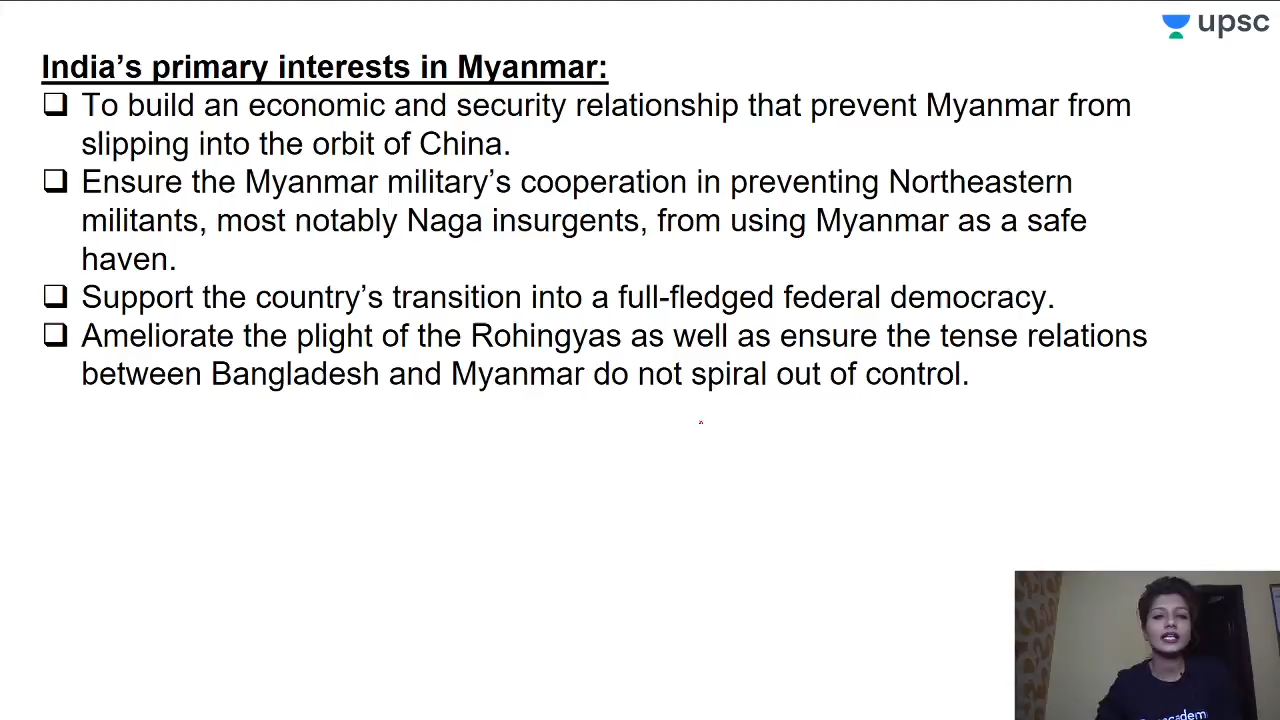 upsc
India's primary interests in Myanmar:
❑ To build an economic and security relationship that prevent Myanmar from
slipping into the orbit of China.
❑ Ensure the Myanmar military's cooperation in preventing Northeastern
militants, most notably Naga insurgents, from using Myanmar as a safe
haven.
❑ Support the country's transition into a full-fledged federal democracy.
❑ Ameliorate the plight of the Rohingyas as well as ensure the tense relations
between Bangladesh and Myanmar do not spiral out of control.